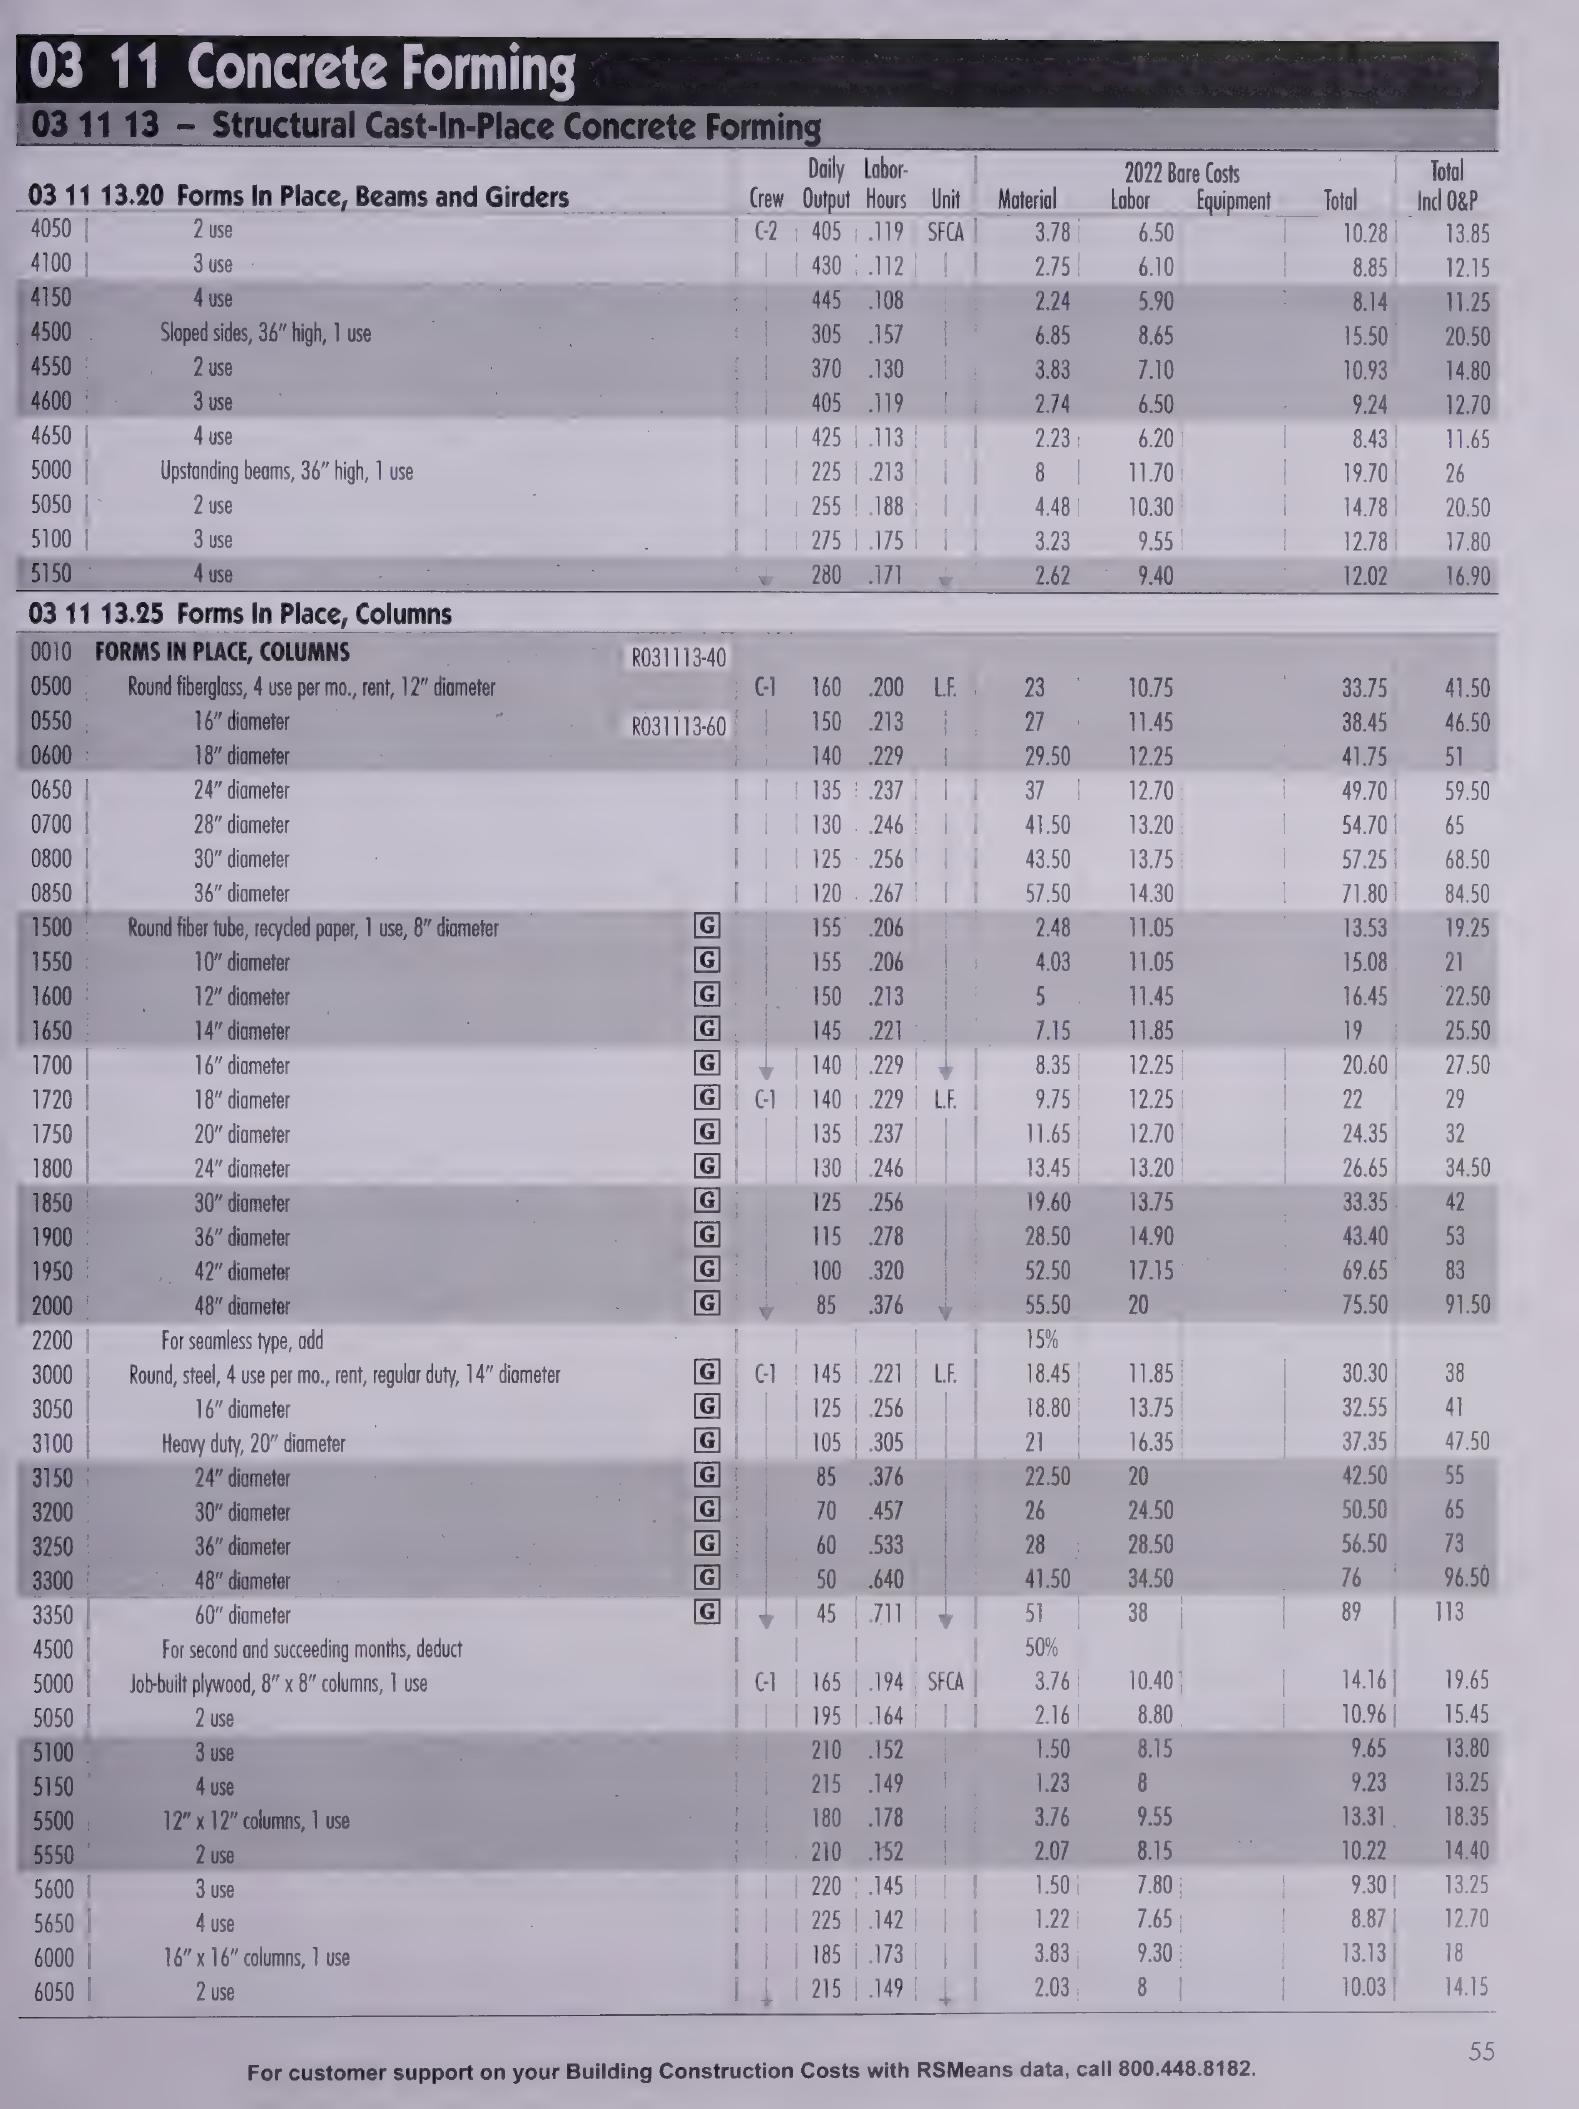 03 11 Concrete Forming
03 11 13 – Structural Cast-In-Place Concrete Forming
Daily Labor- 2022 Bare Costs Total
03 11 13.20 Forms In Place, Beams and Girders Crew Output Hours Unit Material Labor Equipment Total Incl O&P
4050 2 use C-2 405 .119 SFCA 3.78 6.50 10.28 13.85
4100 3 use 430 .112 2.75 6.10 8.85 12.15
4150 4 use 445 .108 2.24 5.90 8.14 11.25
4500 Sloped sides, 36" high, 1 use 305 .157 6.85 8.65 15.50 20.50
4550 2 use 370 .130 3.83 7.10 10.93 14.80
4600 3 use 405 .119 2.74 6.50 9.24 12.70
4650 4 use 425 .113 2.23 6.20 8.43 11.65
5000 Upstanding beams, 36" high, 1 use 225 .213 8 11.70 19.70 26
5050 2 use 255 .188 4.48 10.30 14.78 20.50
5100 3 use 275 .175 3.23 9.55 12.78 17.80
5150 4 use 280 .171 2.62 9.40 12.02 16.90
03 11 13.25 Forms In Place, Columns
0010 FORMS IN PLACE, COLUMNS R031113-40
0500 Round fiberglass, 4 use per mo., rent, 12" diameter C-1 160 .200 L.F. 23 10.75 33.75 41.50
0550 16" diameter R031113-60 150 .213 27 11.45 38.45 46.50
0600 18" diameter 140 .229 29.50 12.25 41.75 51
0650 24" diameter 135 .237 37 12.70 49.70 59.50
0700 28" diameter 130 .246 41.50 13.20 54.70 65
0800 30" diameter 125 .256 43.50 13.75 57.25 68.50
0850 36" diameter 120 .267 57.50 14.30 71.80 84.50
1500 Round fiber tube, recycled paper, 1 use, 8" diameter G 155 .206 2.48 11.05 13.53 19.25
1550 10" diameter G 155 .206 4.03 11.05 15.08 21
1600 12" diameter G 150 .213 5 11.45 16.45 22.50
1650 14" diameter G 145 .221 7.15 11.85 19 25.50
1700 16" diameter G 140 .229 8.35 12.25 20.60 27.50
1720 18" diameter G C-1 140 .229 L.F. 9.75 12.25 22 29
1750 20" diameter G 135 .237 11.65 12.70 24.35 32
1800 24" diameter G 130 .246 13.45 13.20 26.65 34.50
1850 30" diameter G 125 .256 19.60 13.75 33.35 42
1900 36" diameter G 115 .278 28.50 14.90 43.40 53
1950 42" diameter G 100 .320 52.50 17.15 69.65 83
2000 48" diameter G 85 .376 55.50 20 75.50 91.50
2200 For seamless type, add 15%
3000 Round, steel, 4 use per mo., rent, regular duty, 14" diameter G C-1 145 .221 L.F. 18.45 11.85 30.30 38
3050 16" diameter G 125 .256 18.80 13.75 32.55 41
3100 Heavy duty, 20" diameter G 105 .305 21 16.35 37.35 47.50
3150 24" diameter G 85 .376 22.50 20 42.50 55
3200 30" diameter G 70 .457 26 24.50 50.50 65
3250 36" diameter G 60 .533 28 28.50 56.50 73
3300 48" diameter G 50 .640 41.50 34.50 76 96.50
3350 60" diameter G 45 .711 51 38 89 113
4500 For second and succeeding months, deduct 50%
5000 Job-built plywood, 8" x 8" columns, 1 use C-1 165 .194 SFCA 3.76 10.40 14.16 19.65
5050 2 use 195 .164 2.16 8.80 10.96 15.45
5100 3 use 210 .152 1.50 8.15 9.65 13.80
5150 4 use 215 .149 1.23 8 9.23 13.25
5500 12" x 12" columns, 1 use 180 .178 3.76 9.55 13.31 18.35
5550 2 use 210 .152 2.07 8.15 10.22 14.40
5600 3 use 220 .145 1.50 7.80 9.30 13.25
5650 4 use 225 .142 1.22 7.65 8.87 12.70
6000 16" x 16" columns, 1 use 185 .173 3.83 9.30 13.13 18
6050 2 use 215 .149 2.03 8 10.03 14.15
55
For customer support on your Building Construction Costs with RSMeans data, call 800.448.8182.